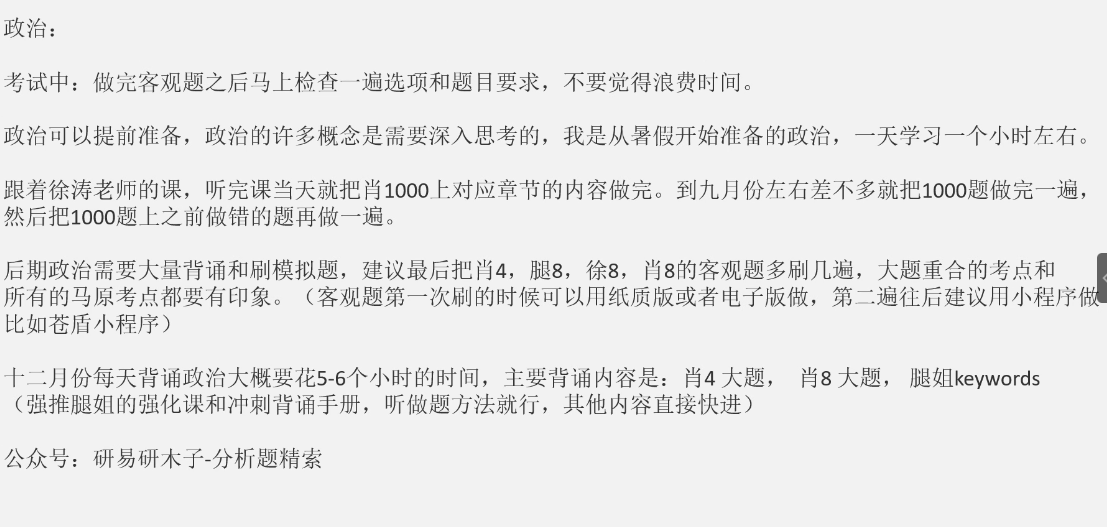 政治：
考试中：做完客观题之后马上检查一遍选项和题目要求，不要觉得浪费时间。
政治可以提前准备，政治的许多概念是需要深入思考的，我是从暑假开始准备的政治，一天学习一个小时左右。
跟着徐涛老师的课，听完课当天就把肖1000上对应章节的内容做完。到九月份左右差不多就把1000题做完一遍，
然后把1000题上之前做错的题再做一遍。
后期政治需要大量背诵和刷模拟题，建议最后把肖4，腿8，徐8，肖8的客观题多刷几遍，大题重合的考点和
所有的马原考点都要有印象。（客观题第一次刷的时候可以用纸质版或者电子版做，第二遍往后建议用小程序做
比如苍盾小程序）
十二月份每天背诵政治大概要花5-6个小时的时间，主要背诵内容是：肖4 大题， 肖8 大题， 腿姐keywords
（强推腿姐的强化课和冲刺背诵手册，听做题方法就行，其他内容直接快进）
公众号：研易研木子-分析题精索